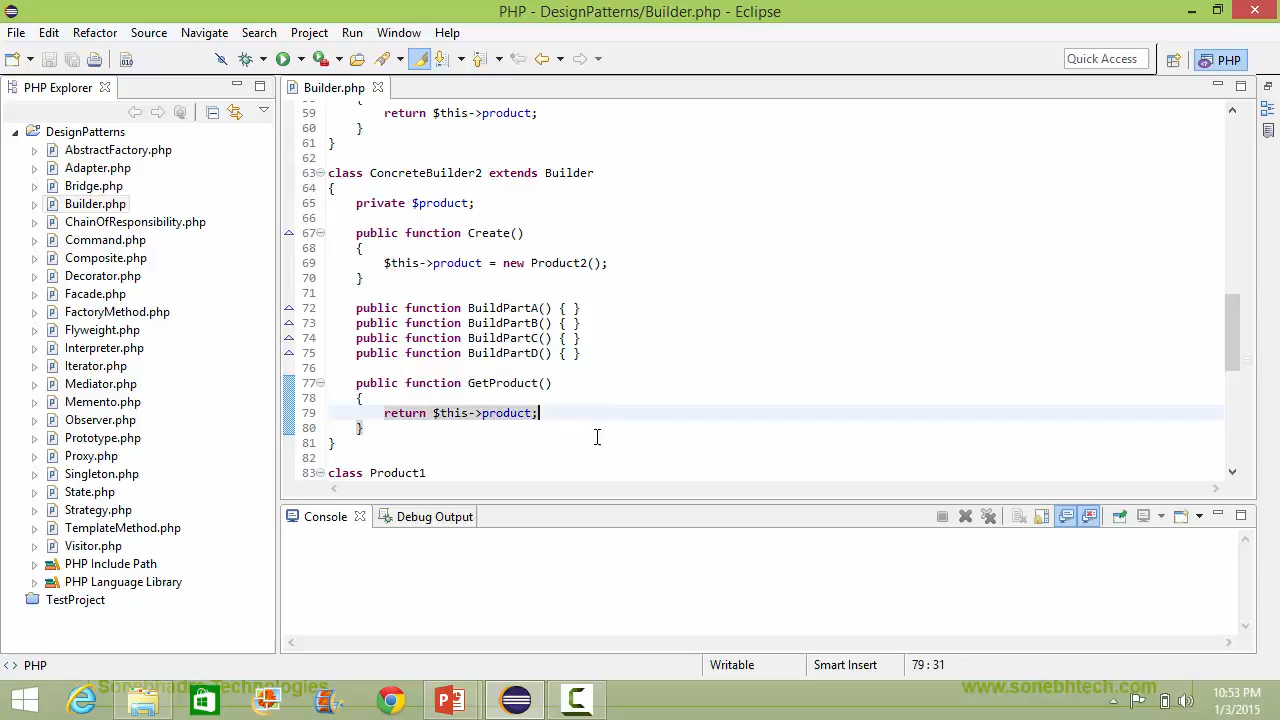 PHP - DesignPatterns/Builder.php - Eclipse
File Edit Refactor Source Navigate Search Project Run Window Help
Quick Access
PHP
PHP Explorer
DesignPatterns
AbstractFactory.php
Adapter.php
Bridge.php
Builder.php
ChainOfResponsibility.php
Command.php
Composite.php
Decorator.php
Facade.php
FactoryMethod.php
Flyweight.php
Interpreter.php
Iterator.php
Mediator.php
Memento.php
Observer.php
Prototype.php
Proxy.php
Singleton.php
State.php
Strategy.php
TemplateMethod.php
Visitor.php
PHP Include Path
PHP Language Library
TestProject
Builder.php
59 return $this->product;
60 }
61 }
62
63 class ConcreteBuilder2 extends Builder
64 {
65 private $product;
66
67 public function Create()
68 {
69 $this->product = new Product2();
70 }
71
72 public function BuildPartA() { }
73 public function BuildPartB() { }
74 public function BuildPartC() { }
75 public function BuildPartD() { }
76
77 public function GetProduct()
78 {
79 return $this->product;
80 }
81 }
82
83 class Product1
Console Debug Output
PHP
Writable Smart Insert 79 : 31
Sonebhadra Technologies
www.sonebhtech.com
10:53 PM
1/3/2015